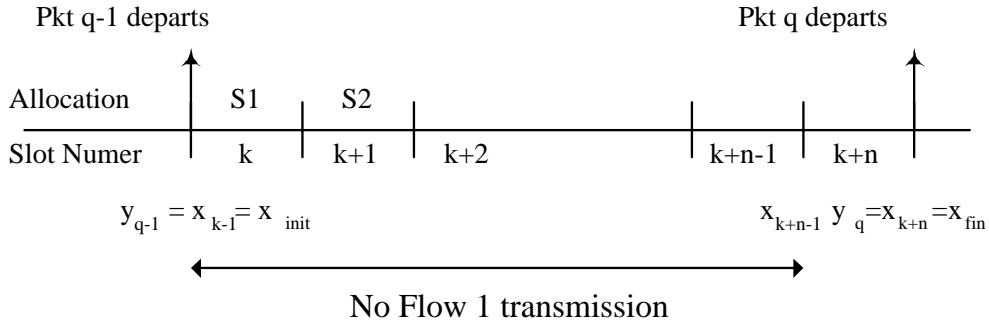 Pkt q-1 departs Pkt q departs
Allocation S1 S2
Slot Numer k k+1 k+2 k+n-1 k+n
y_{q-1} = x_{k-1} = x_{init} x_{k+n-1} y_q=x_{k+n}=x_{fin}
No Flow 1 transmission